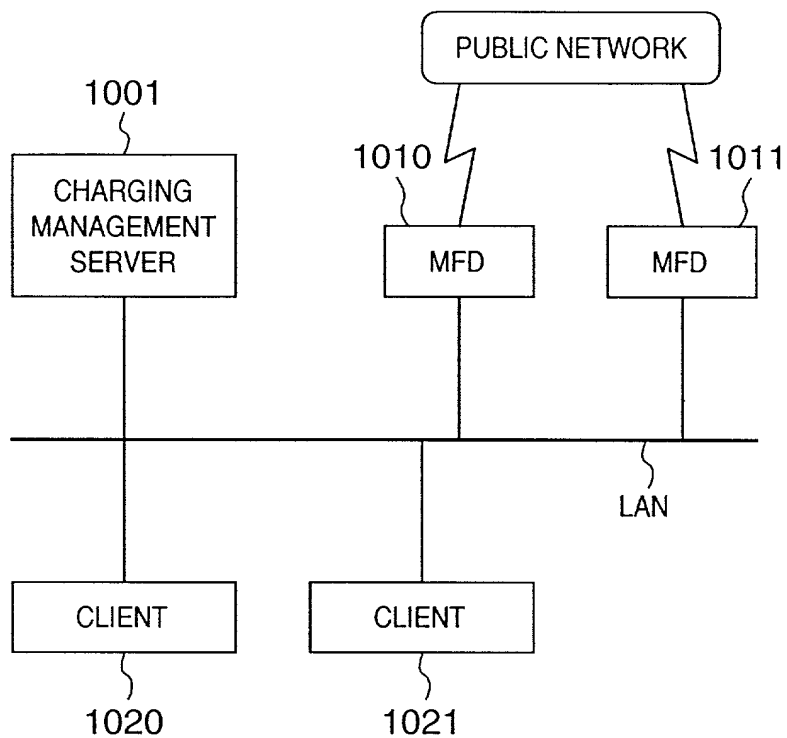 PUBLIC NETWORK
1001
CHARGING
MANAGEMENT
SERVER
1010
MFD
1011
MFD
LAN
CLIENT
1020
CLIENT
1021